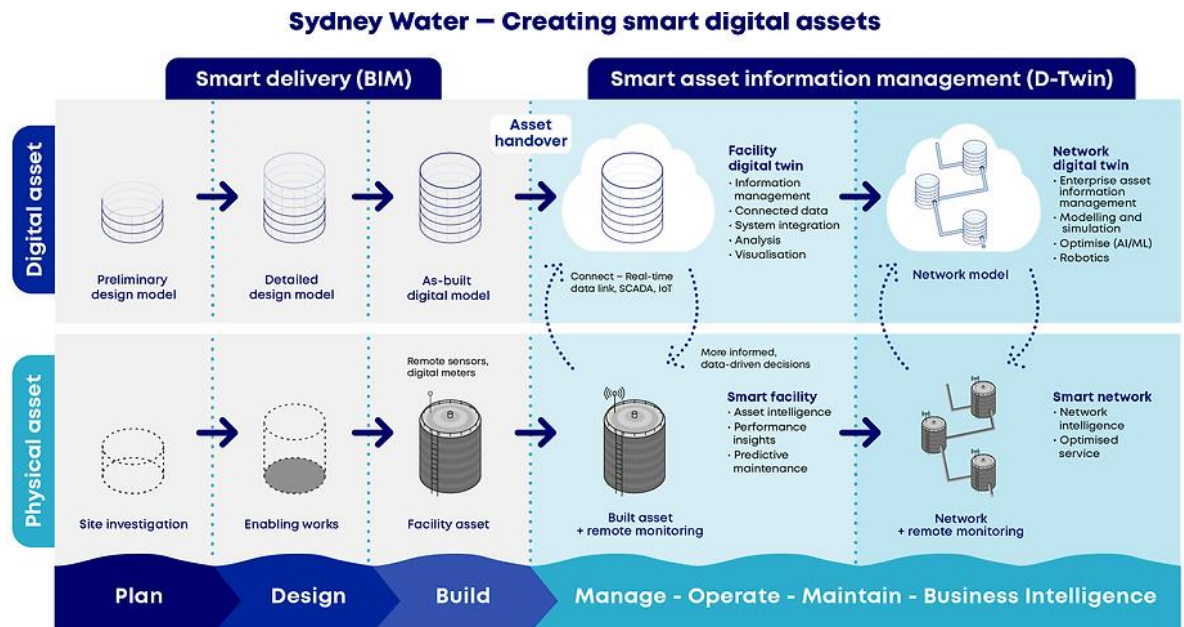 Sydney Water — Creating smart digital assets
Smart delivery (BIM)
Smart asset information management (D-Twin)
Digital asset
Asset
handover
Preliminary
design model
Detailed
design model
As-built
digital model
Connect – Real-time
data link, SCADA, IoT
Facility
digital twin
· Information
management
· Connected data
· System integration
· Analysis
· Visualisation
Network model
Network
digital twin
· Enterprise asset
information
management
· Modelling and
simulation
· Optimise (AI/ML)
· Robotics
Physical asset
Site investigation
Enabling works
Remote sensors,
digital meters
Facility asset
More informed,
data-driven decisions
Built asset
+ remote monitoring
Smart facility
· Asset intelligence
· Performance
insights
· Predictive
maintenance
Network
+ remote monitoring
Smart network
· Network
intelligence
· Optimised
service
Plan
Design
Build
Manage - Operate - Maintain - Business Intelligence